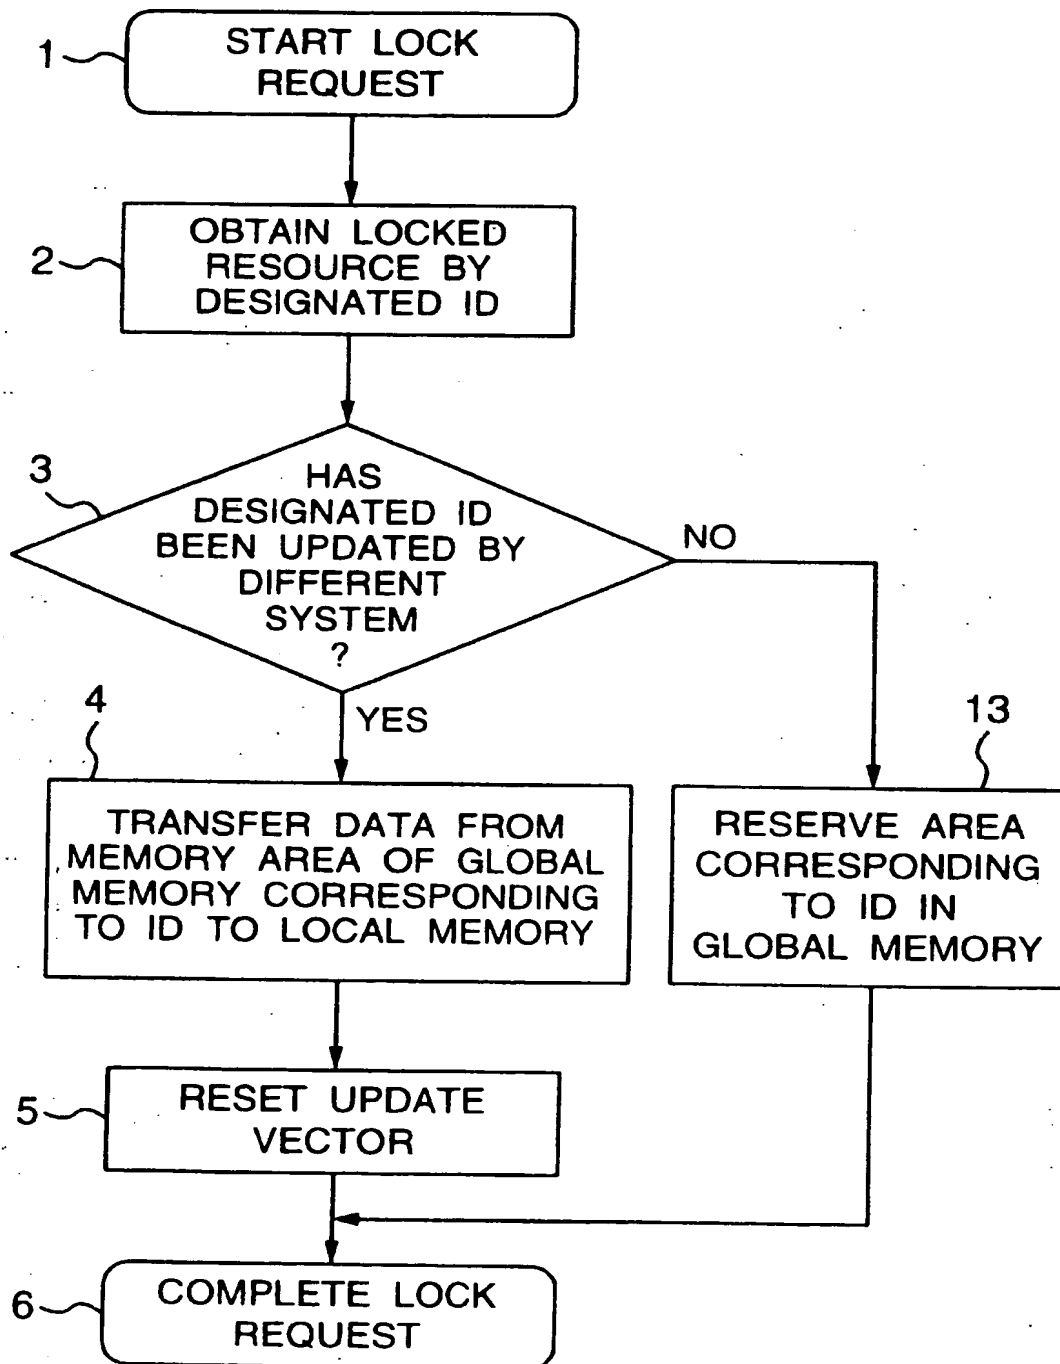 1
START LOCK
REQUEST
2
OBTAIN LOCKED
RESOURCE BY
DESIGNATED ID
3
HAS
DESIGNATED ID
BEEN UPDATED BY
DIFFERENT
SYSTEM
?
NO
YES
4
TRANSFER DATA FROM
MEMORY AREA OF GLOBAL
MEMORY CORRESPONDING
TO ID TO LOCAL MEMORY
13
RESERVE AREA
CORRESPONDING
TO ID IN
GLOBAL MEMORY
5
RESET UPDATE
VECTOR
6
COMPLETE LOCK
REQUEST